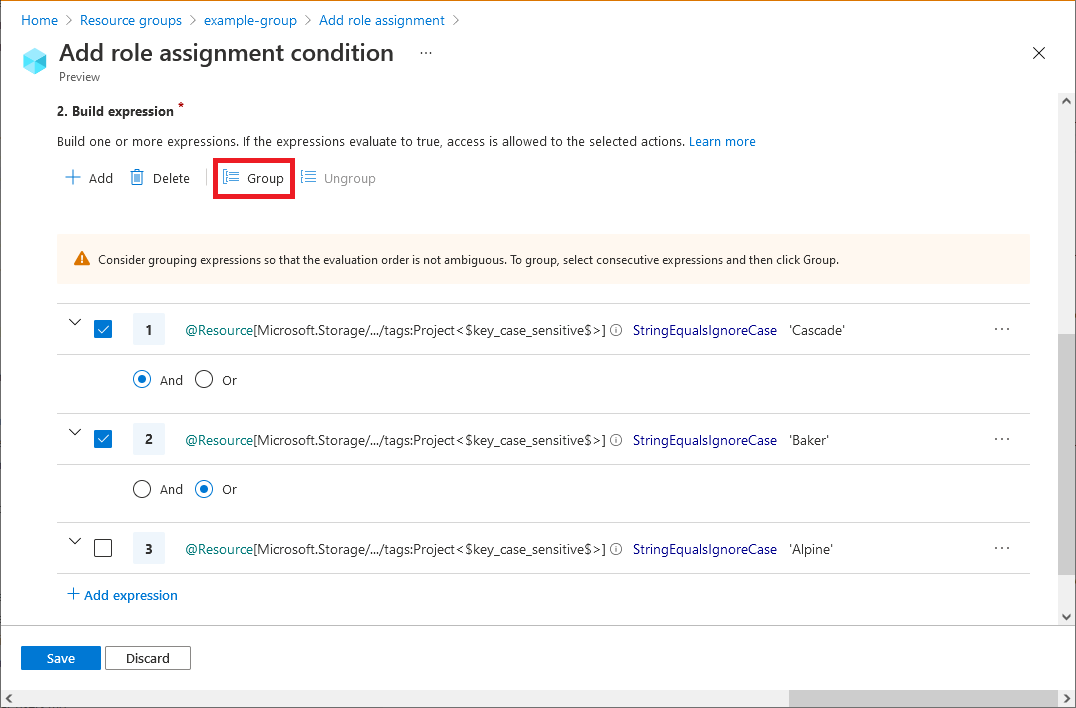 Home > Resource groups > example-group > Add role assignment >
Add role assignment condition ...
Preview
2. Build expression *
Build one or more expressions. If the expressions evaluate to true, access is allowed to the selected actions. Learn more
Add Delete Group Ungroup
Consider grouping expressions so that the evaluation order is not ambiguous. To group, select consecutive expressions and then click Group.
1 @Resource[Microsoft.Storage/.../tags:Project<$key_case_sensitive$>] StringEqualsIgnoreCase 'Cascade' ...
And Or
2 @Resource[Microsoft.Storage/.../tags:Project<$key_case_sensitive$>] StringEqualsIgnoreCase 'Baker' ...
And Or
3 @Resource[Microsoft.Storage/.../tags:Project<$key_case_sensitive$>] StringEqualsIgnoreCase 'Alpine' ...
+ Add expression
Save Discard